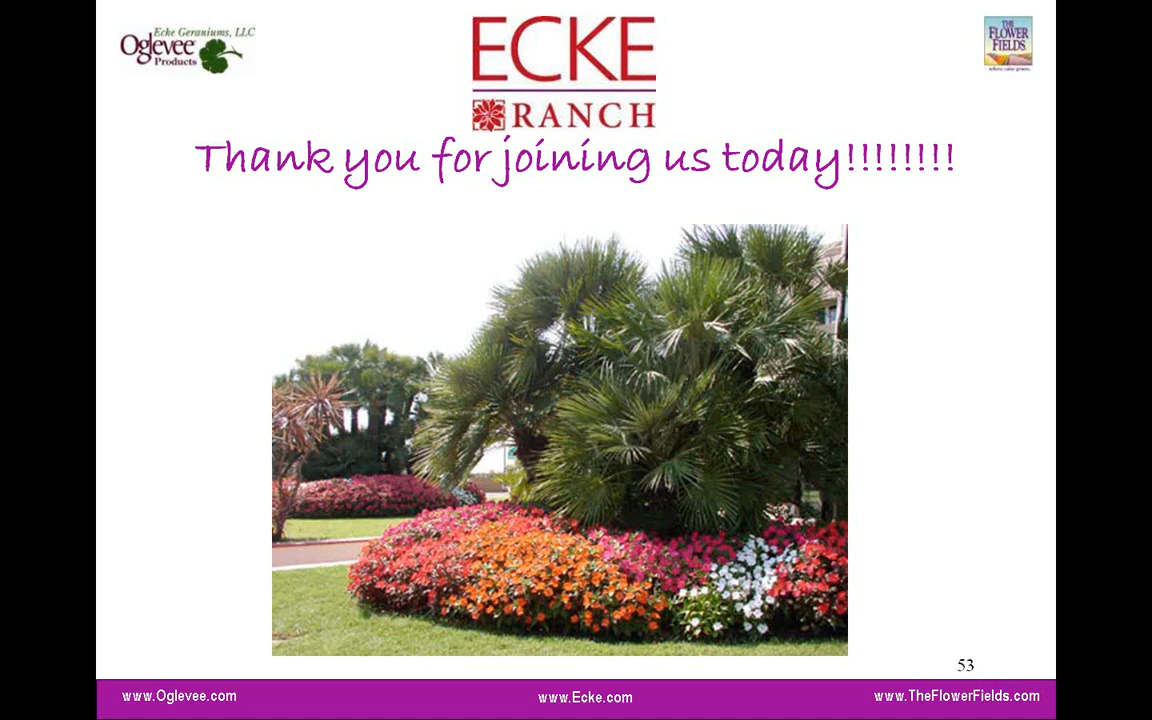 Ecke Geraniums, LLC
Oglevee
Products
ECKE
RANCH
THE
FLOWER
FIELDS
Thank you for joining us today!!!!!!!!
53
www.Oglevee.com
www.Ecke.com
www.TheFlowerFields.com